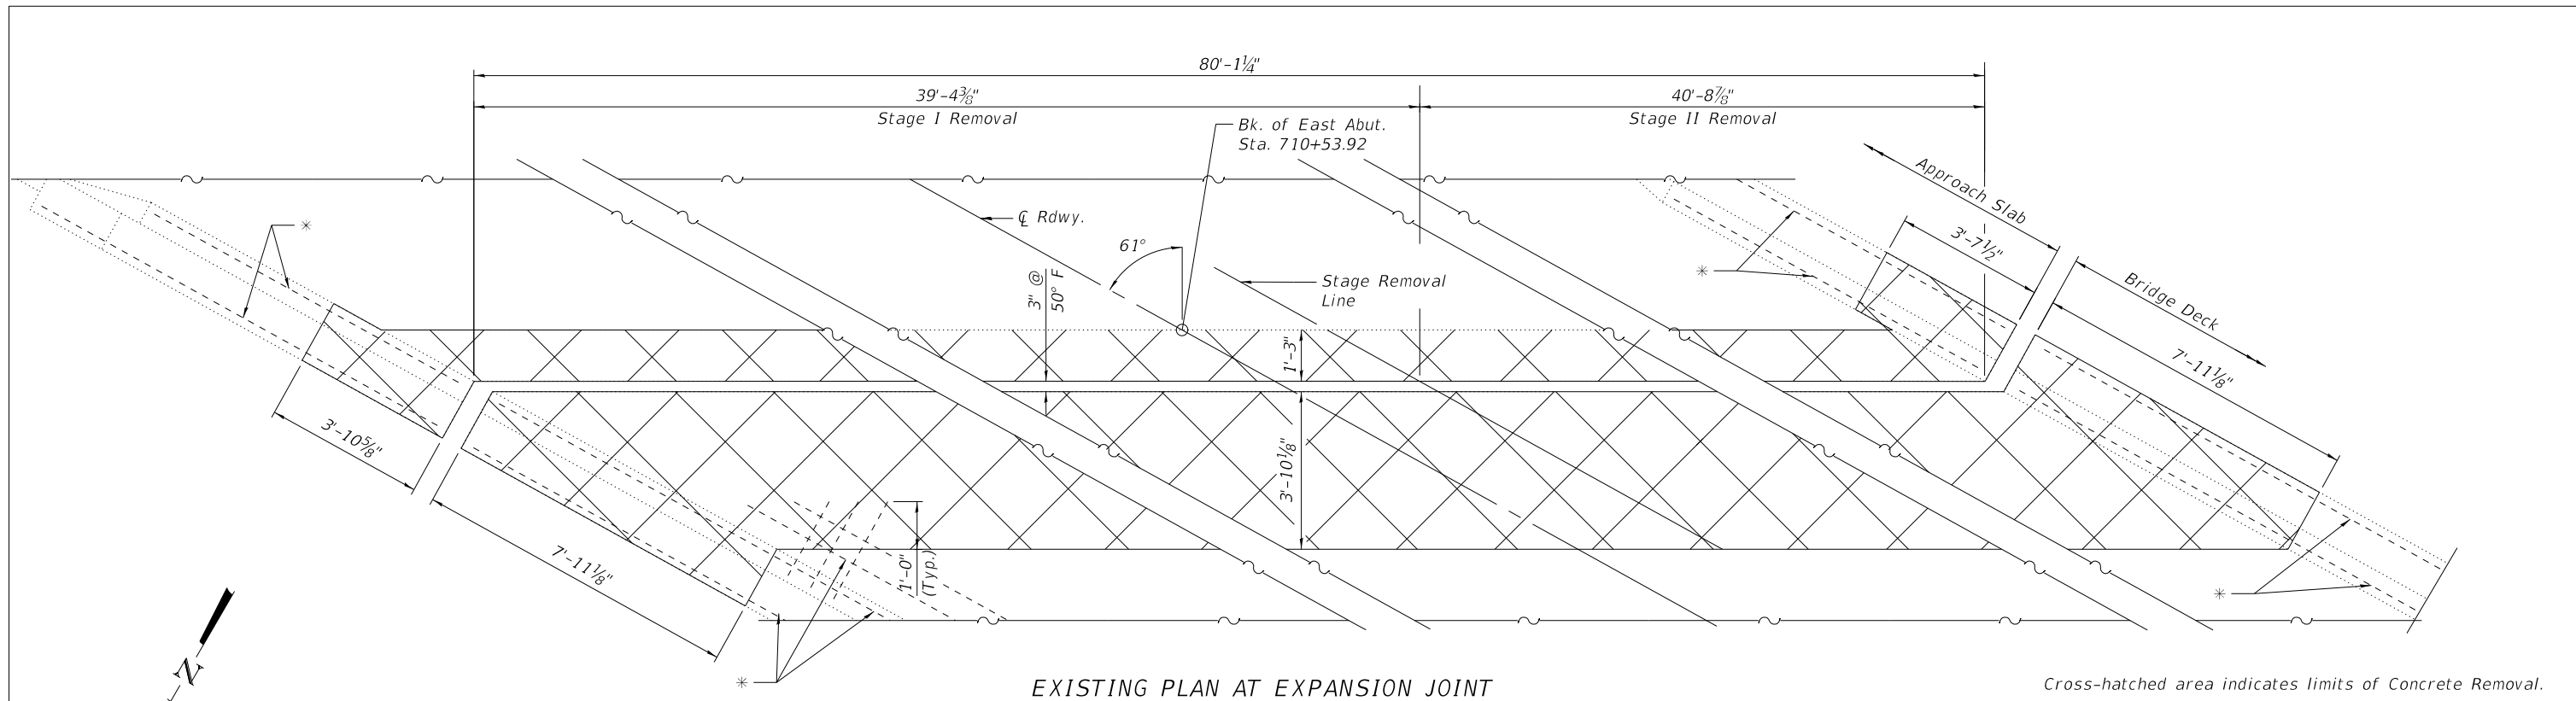 80'-1¼"
39'-4⅜"
Stage I Removal
40'-8⅞"
Stage II Removal
Bk. of East Abut.
Sta. 710+53.92
Approach Slab
℄ Rdwy.
3'-7½"
61°
3" @
50° F
Stage Removal
Line
Bridge Deck
1'-3"
7'-11⅛"
3'-10⅝"
3'-10⅛"
7'-11⅛"
1'-0"
(Typ.)
N
EXISTING PLAN AT EXPANSION JOINT
Cross-hatched area indicates limits of Concrete Removal.